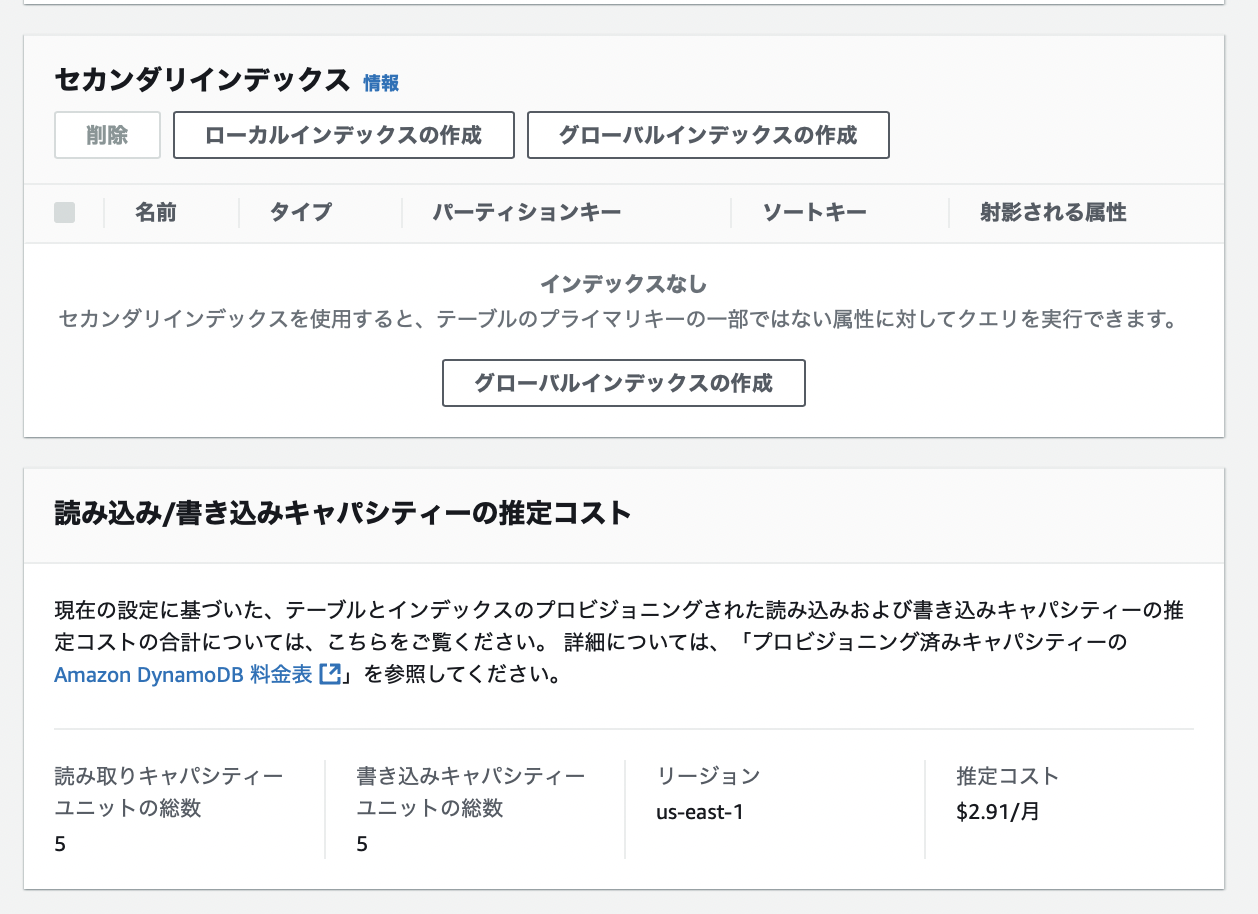 セカンダリインデックス 情報
削除 ローカルインデックスの作成 グローバルインデックスの作成
名前 タイプ パーティションキー ソートキー 射影される属性
インデックスなし
セカンダリインデックスを使用すると、テーブルのプライマリキーの一部ではない属性に対してクエリを実行できます。
グローバルインデックスの作成
読み込み/書き込みキャパシティーの推定コスト
現在の設定に基づいた、テーブルとインデックスのプロビジョニングされた読み込みおよび書き込みキャパシティーの推
定コストの合計については、こちらをご覧ください。 詳細については、「プロビジョニング済みキャパシティーの
Amazon DynamoDB 料金表」を参照してください。
読み取りキャパシティー
ユニットの総数
5
書き込みキャパシティー
ユニットの総数
5
リージョン
us-east-1
推定コスト
$2.91/月